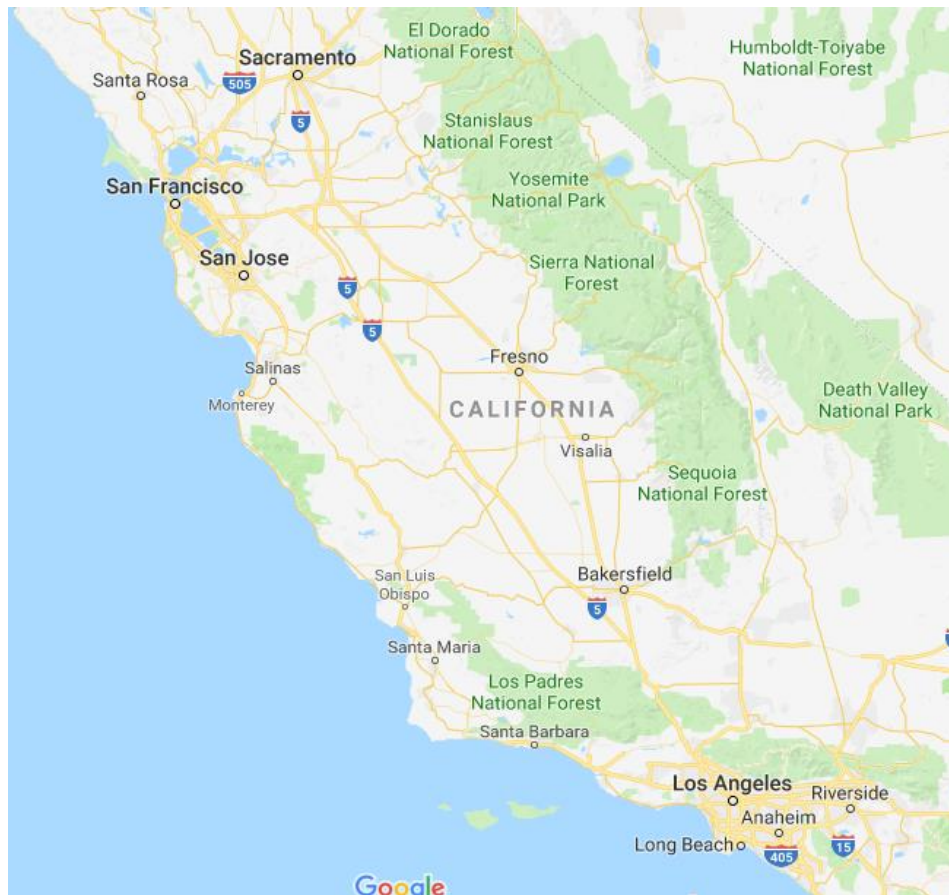 El Dorado
National Forest
Humboldt-Toiyabe
National Forest
Sacramento
Santa Rosa
505
5
Stanislaus
National Forest
Yosemite
National Park
San Francisco
San Jose
Sierra National
Forest
5
5
Fresno
Salinas
Monterey
CALIFORNIA
Death Valley
National Park
Visalia
Sequoia
National Forest
San Luis
Obispo
Bakersfield
5
Santa Maria
Los Padres
National Forest
Santa Barbara
Los Angeles
Riverside
Anaheim
Long Beach
405
15
Google